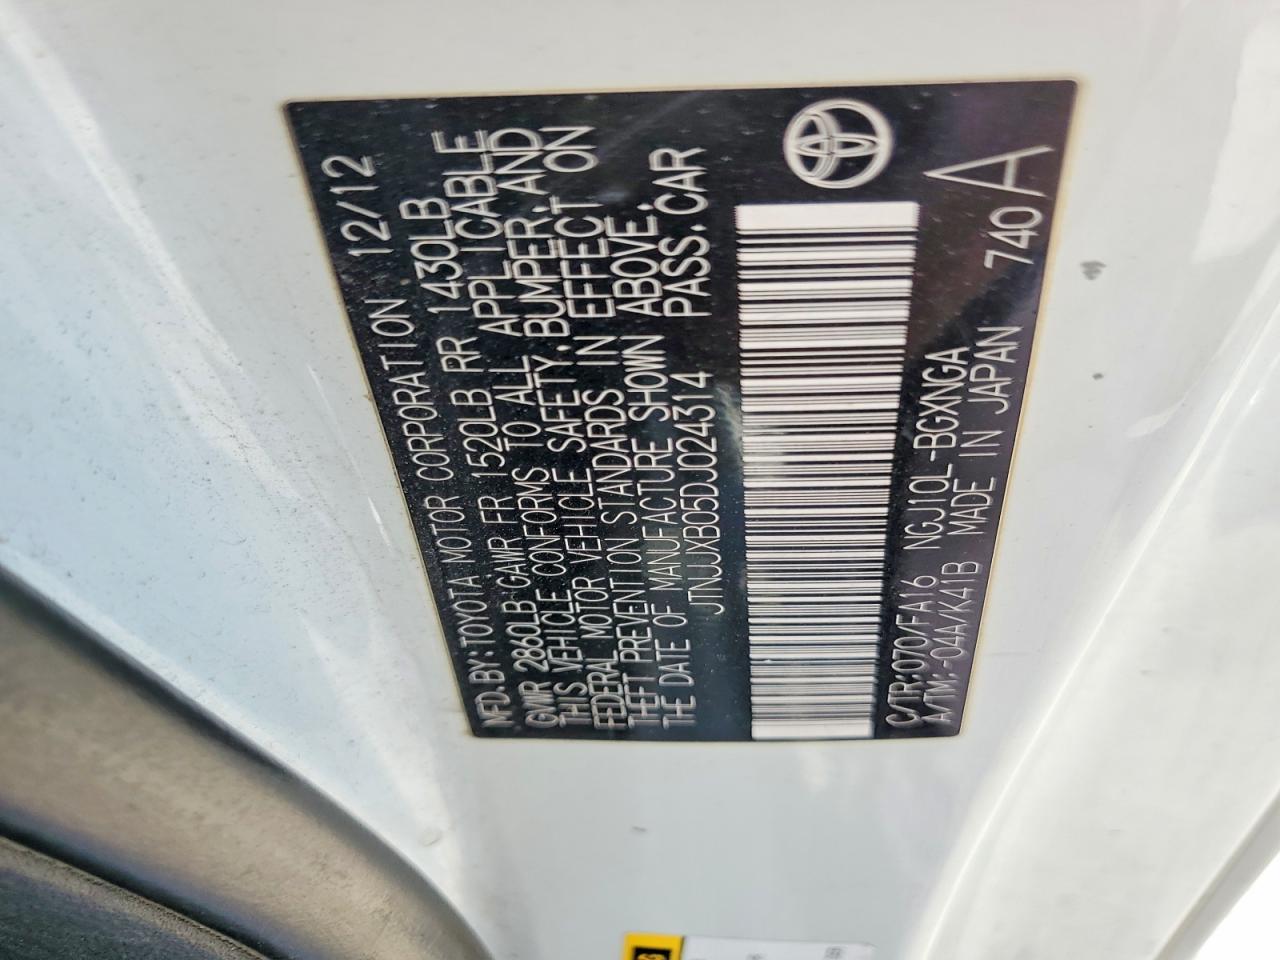 MFD. BY: TOYOTA MOTOR CORPORATION 12/12
GVWR 2860LB GAWR FR 1520LB RR 1430LB
THIS VEHICLE CONFORMS TO ALL APPLICABLE
FEDERAL MOTOR VEHICLE SAFETY, BUMPER, AND
THEFT PREVENTION STANDARDS IN EFFECT ON
THE DATE OF MANUFACTURE SHOWN ABOVE.
JTNJJXB05DJ024314 PASS. CAR
C/TR:070/FA16 NGJ10L-BGXNGA 740A
A/TM:-04A/K41B MADE IN JAPAN